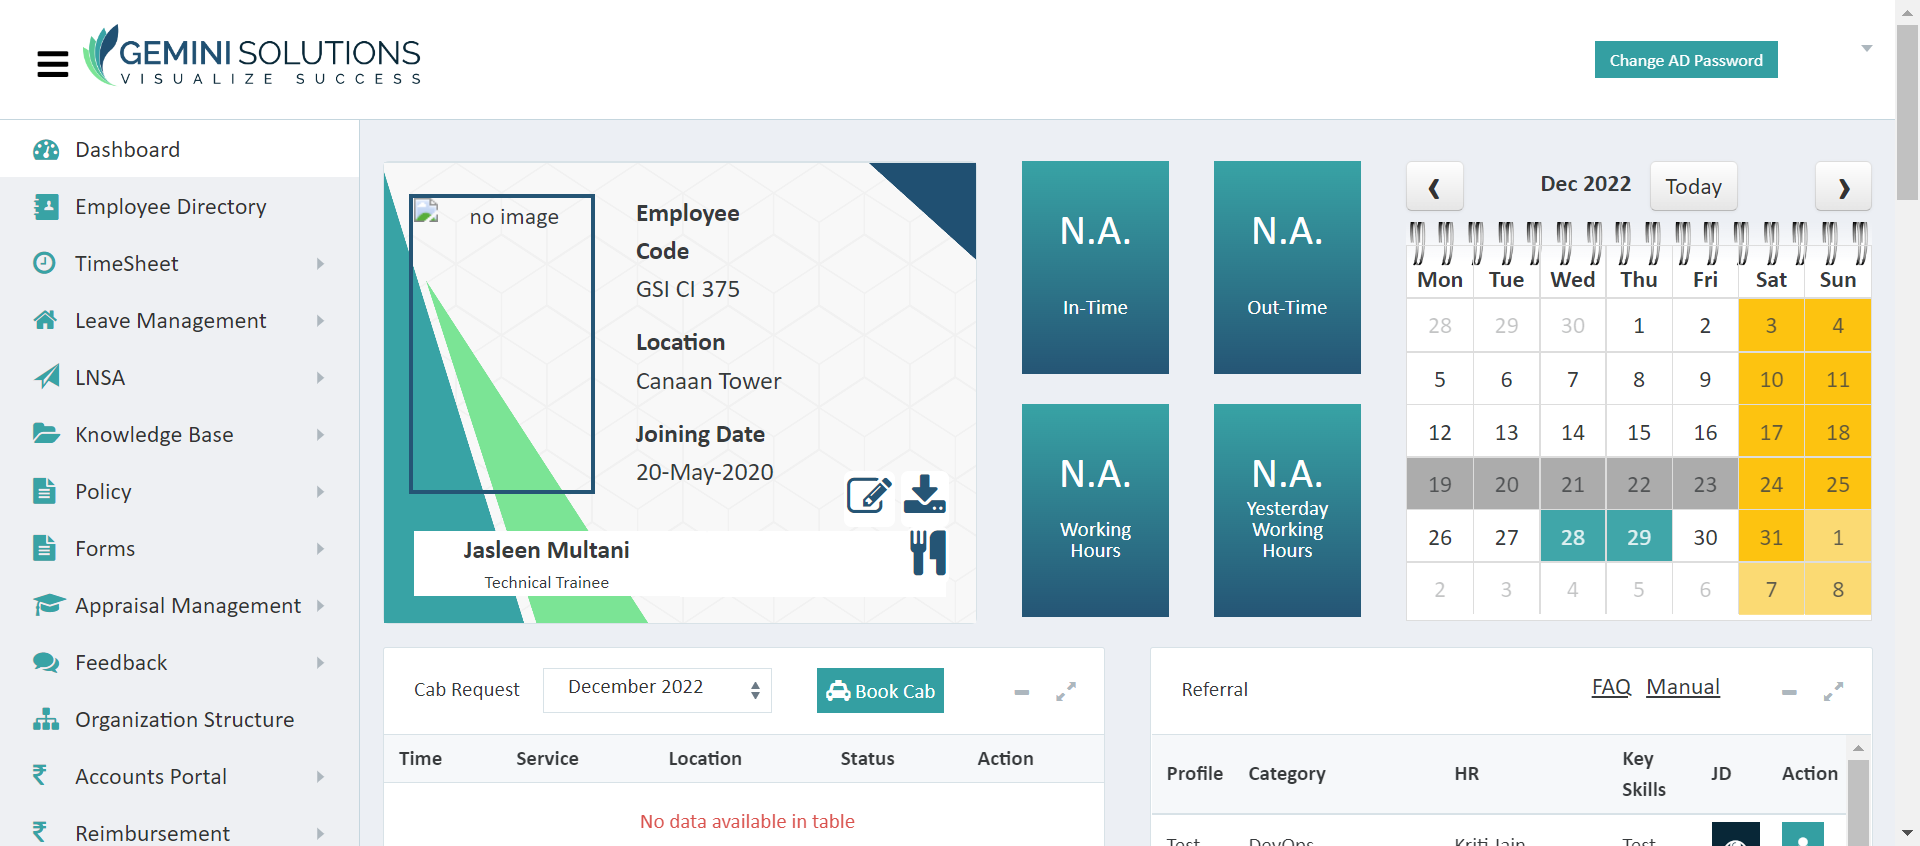 GEMINI SOLUTIONS
VISUALIZE SUCCESS
Change AD Password
Dashboard
Employee Directory
TimeSheet
Leave Management
LNSA
Knowledge Base
Policy
Forms
Appraisal Management
Feedback
Organization Structure
Accounts Portal
Reimbursement
no image
Employee
Code
GSI CI 375
Location
Canaan Tower
Joining Date
20-May-2020
Jasleen Multani
Technical Trainee
N.A.
In-Time
N.A.
Out-Time
N.A.
Working
Hours
N.A.
Yesterday
Working
Hours
Dec 2022 Today
Mon Tue Wed Thu Fri Sat Sun
28 29 30 1 2 3 4
5 6 7 8 9 10 11
12 13 14 15 16 17 18
19 20 21 22 23 24 25
26 27 28 29 30 31 1
2 3 4 5 6 7 8
Cab Request December 2022 Book Cab
Time Service Location Status Action
No data available in table
Referral FAQ Manual
Profile Category HR Key Skills JD Action
Test DevOps Kriti Jain Test